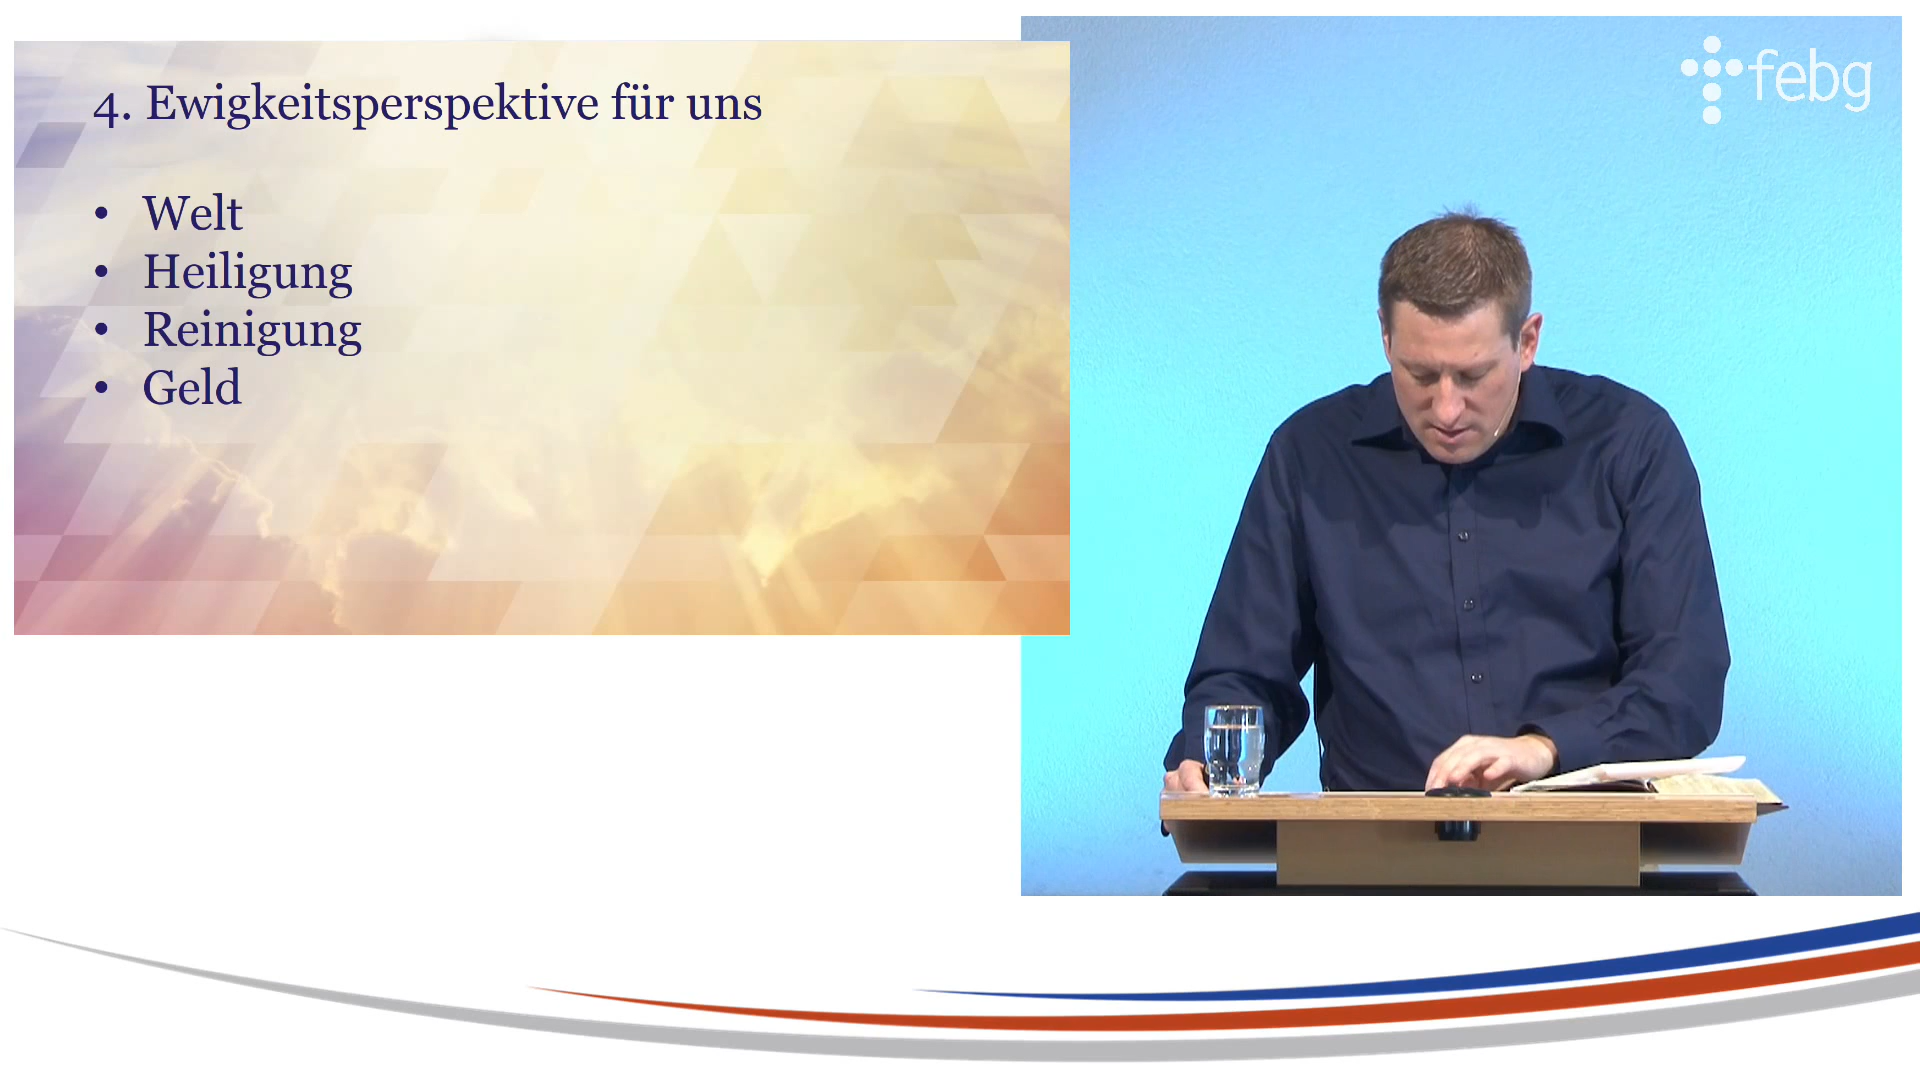 4. Ewigkeitsperspektive für uns
• Welt
• Heiligung
• Reinigung
• Geld
febg